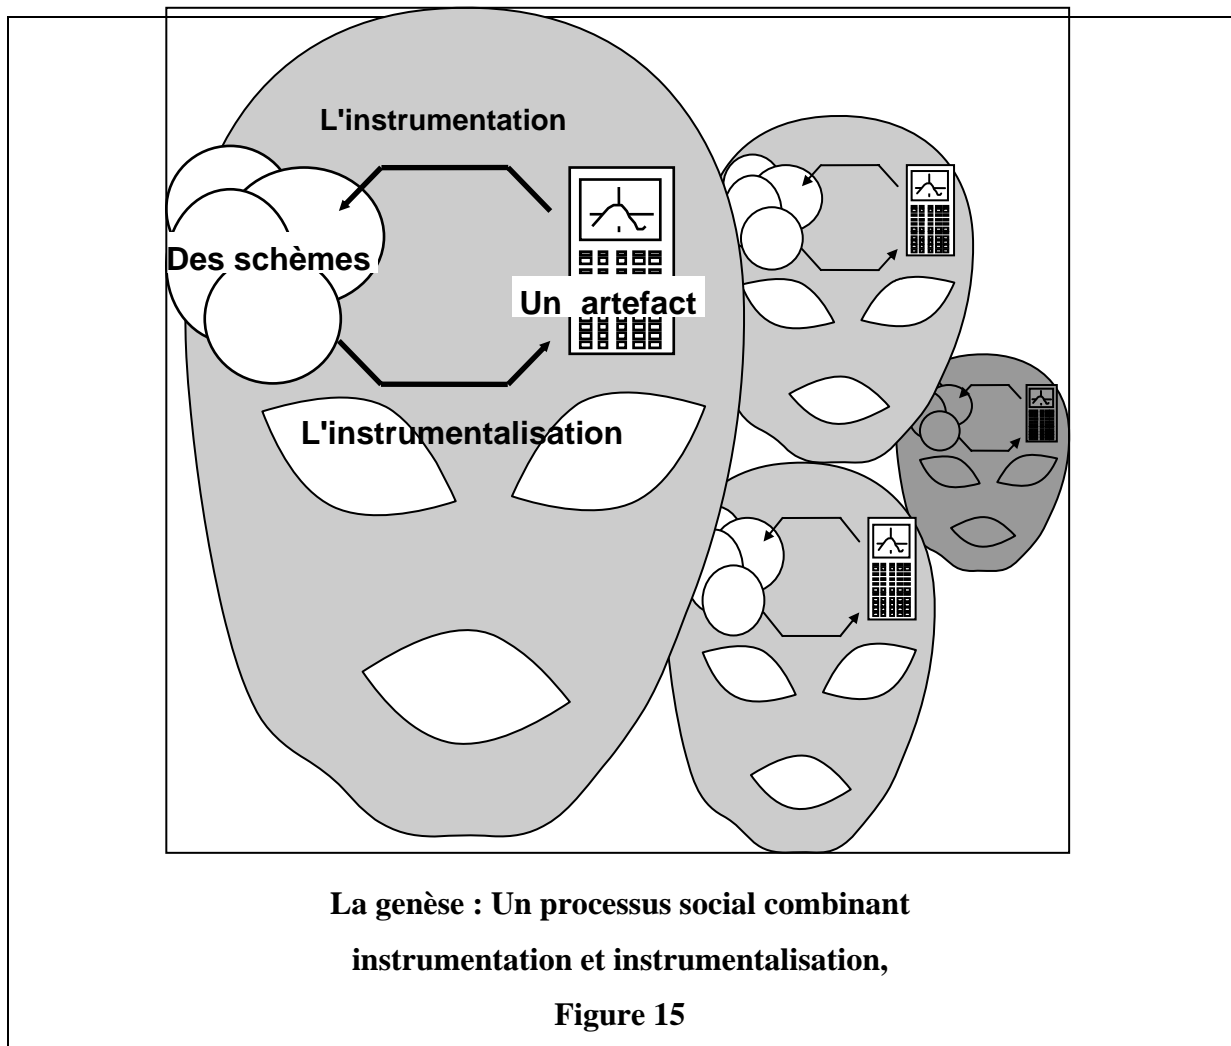 L'instrumentation
Des schèmes
Un artefact
L'instrumentalisation
La genèse : Un processus social combinant
instrumentation et instrumentalisation,
Figure 15